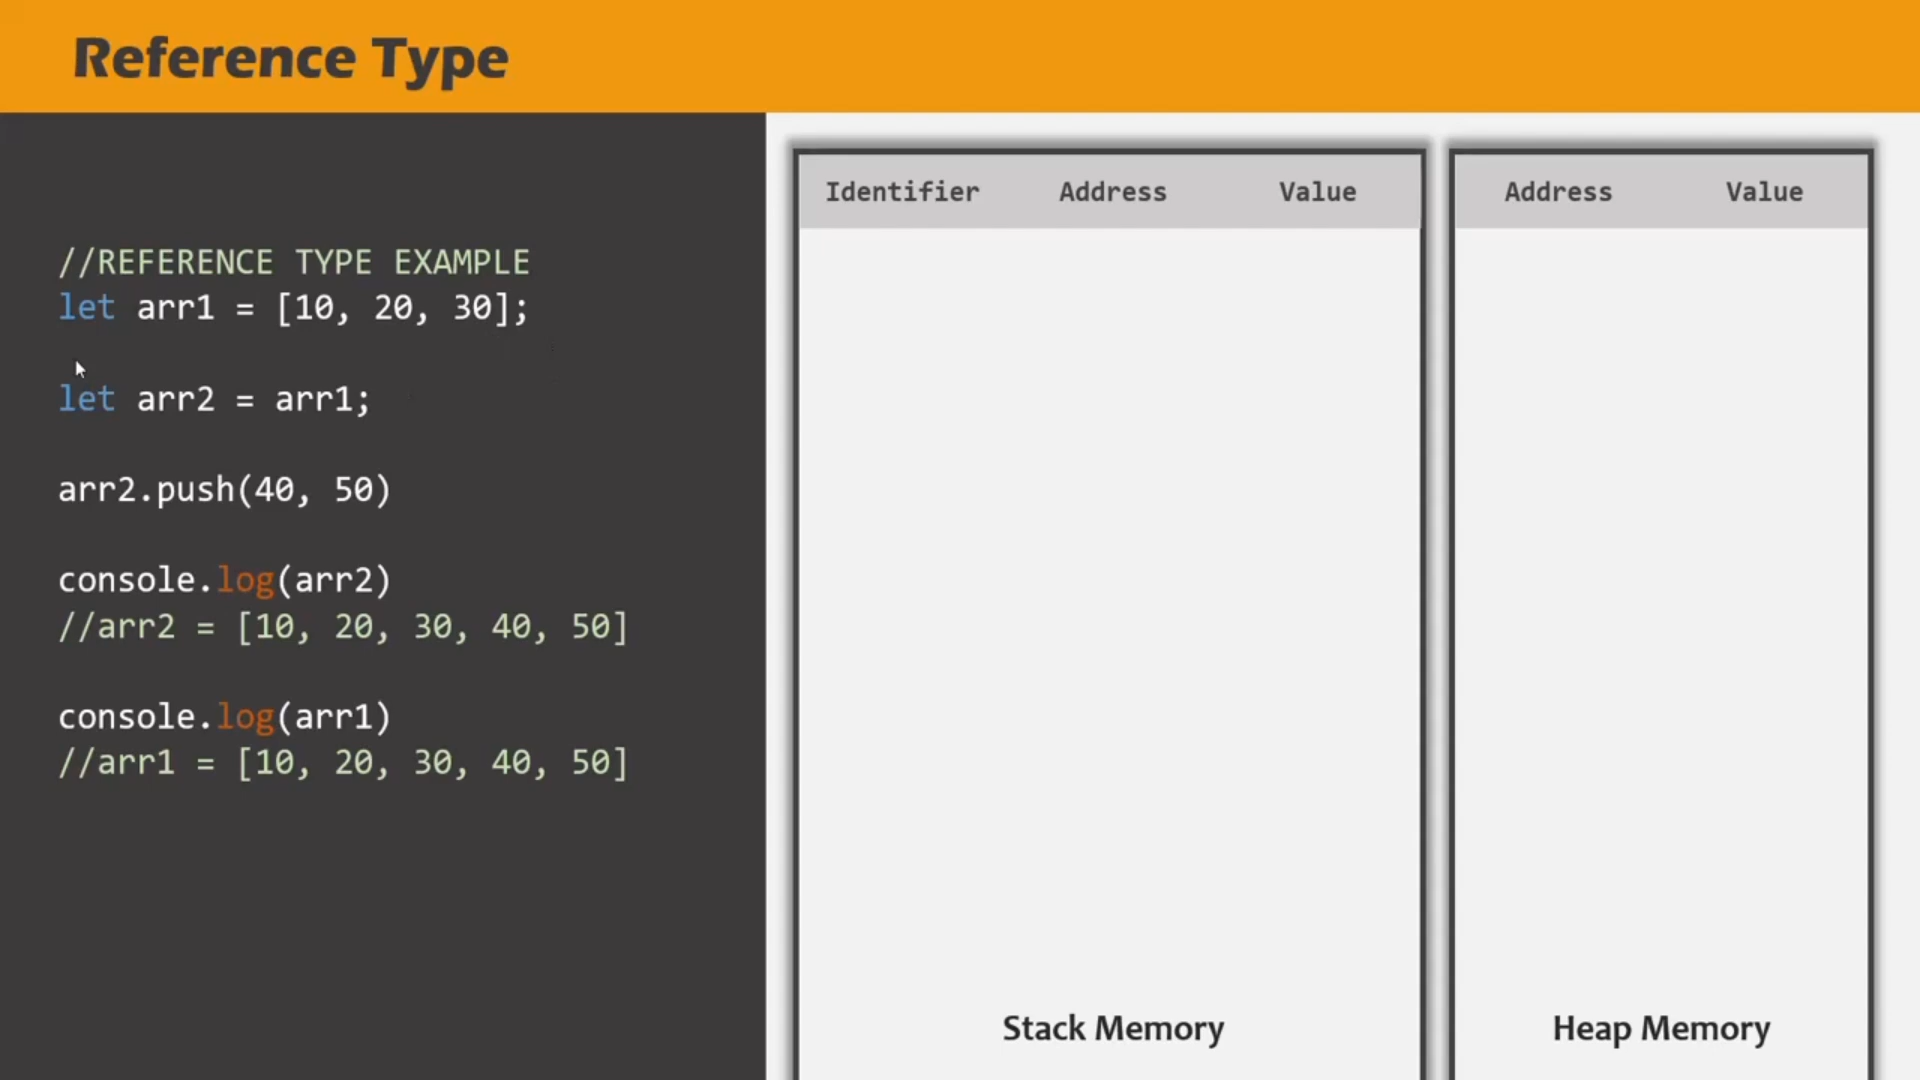 Reference Type
//REFERENCE TYPE EXAMPLE
let arr1 = [10, 20, 30];
let arr2 = arr1;
arr2.push(40, 50)
console.log(arr2)
//arr2 = [10, 20, 30, 40, 50]
console.log(arr1)
//arr1 = [10, 20, 30, 40, 50]
Identifier Address Value
Stack Memory
Address Value
Heap Memory